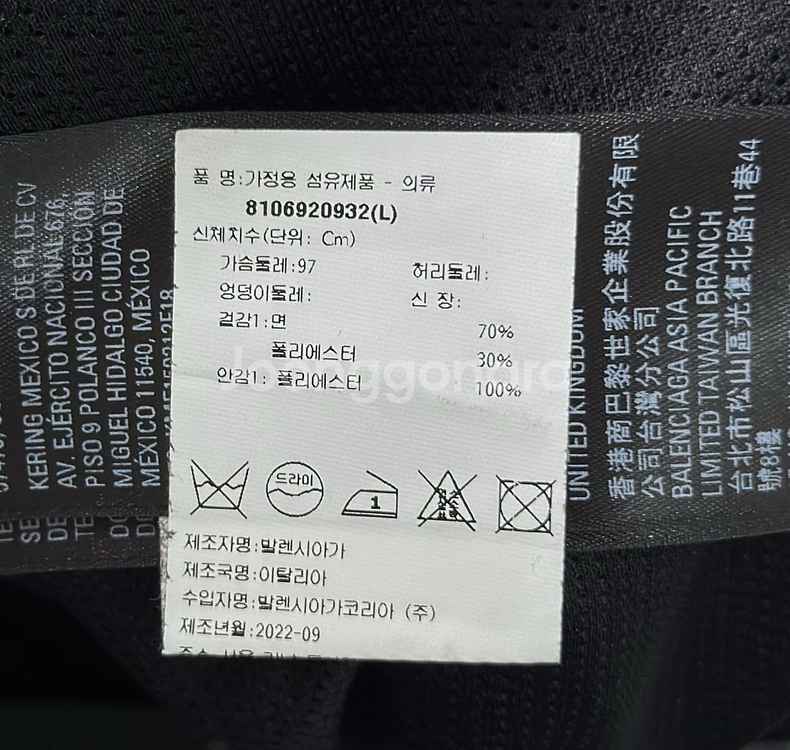 품 명:가정용 섬유제품 - 의류
8106920932(L)
신체치수(단위: Cm)
가슴둘레:97 허리둘레:
엉덩이둘레: 신 장:
겉감1:면 70%
폴리에스터 30%
안감1: 폴리에스터 100%
드라이
1
제조자명:발렌시아가
제조국명:이탈리아
수입자명:발렌시아가코리아 (주)
제조년월:2022-09
KERING MEXICO S DE RL DE CV
AV. EJÉRCITO NACIONAL 676,
PISO 9 POLANCO III SECCIÓN
MIGUEL HIDALGO CIUDAD DE
MÉXICO 11540, MEXICO
UNITED KINGDOM
香港商巴黎世家企業股份有限
公司台灣分公司
BALENCIAGA ASIA PACIFIC
LIMITED TAIWAN BRANCH
台北市松山區光復北路11巷44
號8樓